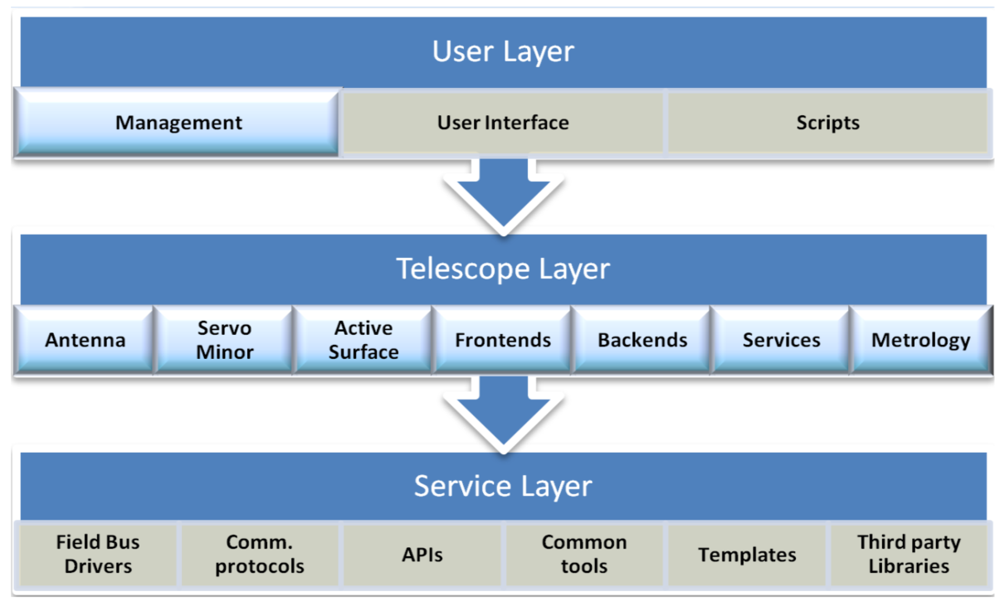 User Layer
Management
User Interface
Scripts
Telescope Layer
Antenna
Servo
Minor
Active
Surface
Frontends
Backends
Services
Metrology
Service Layer
Field Bus
Drivers
Comm.
protocols
APIs
Common
tools
Templates
Third party
Libraries